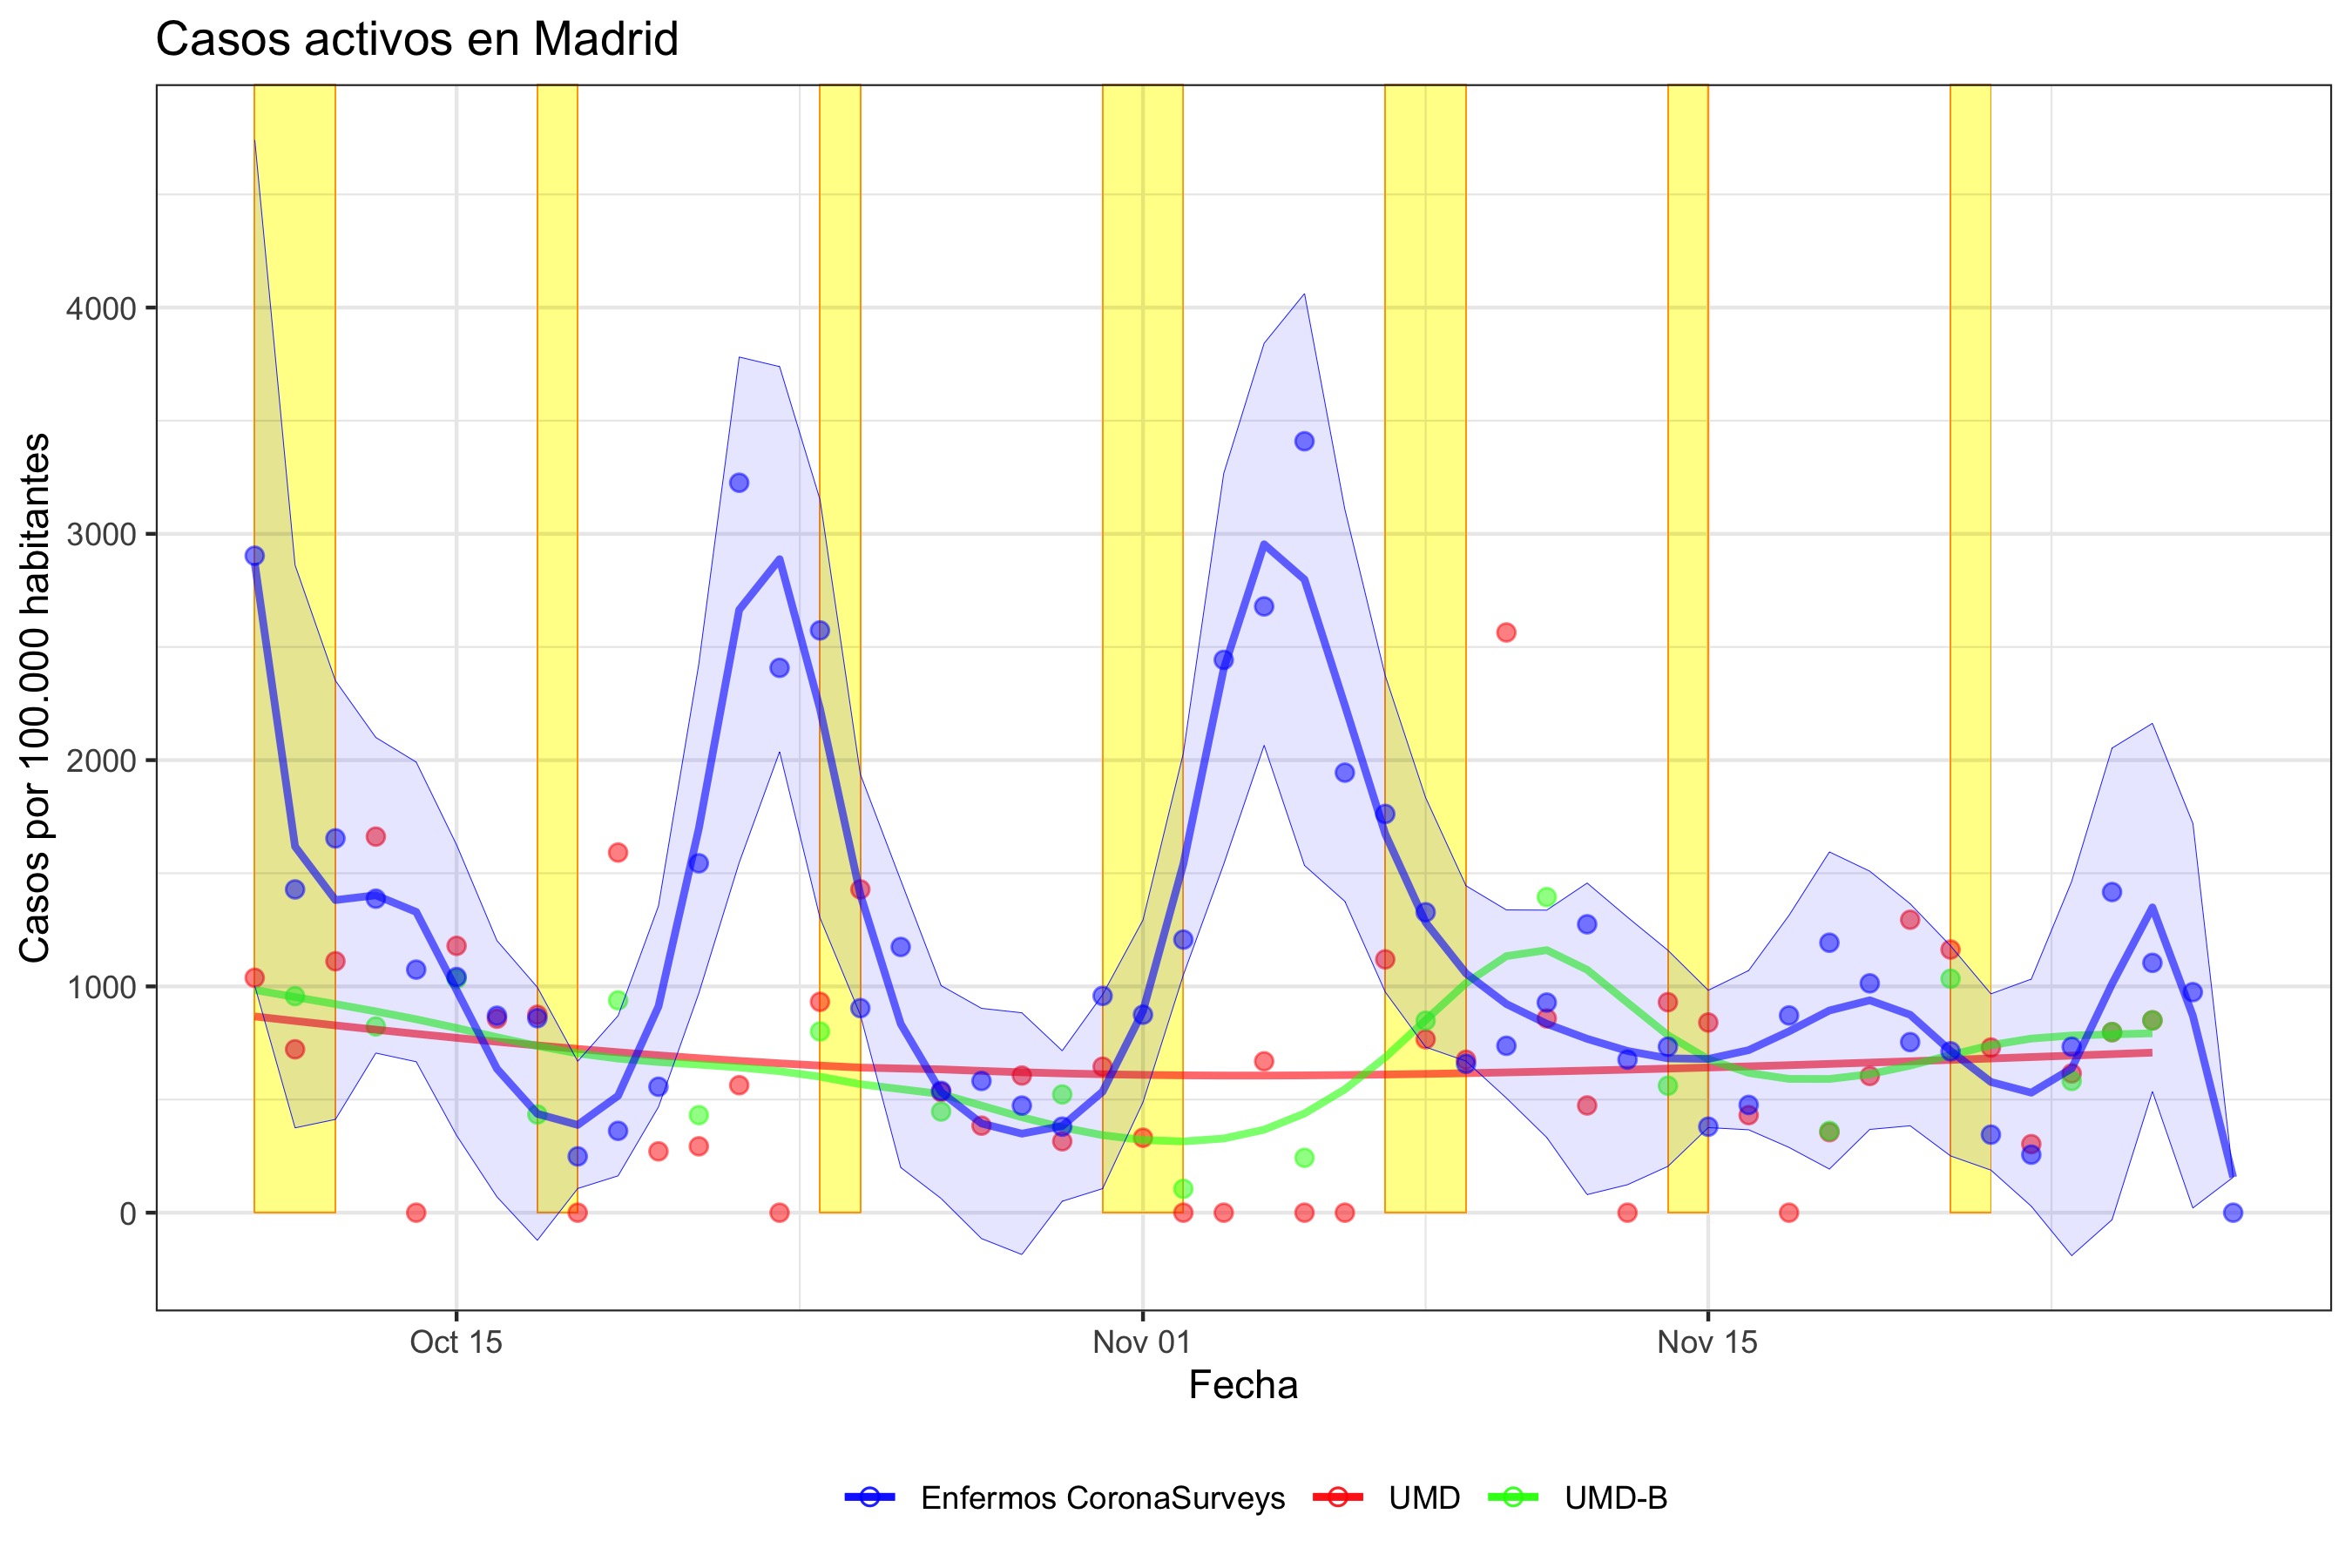 Casos activos en Madrid
Casos por 100.000 habitantes
4000
3000
2000
1000
0
Oct 15
Nov 01
Nov 15
Fecha
Enfermos CoronaSurveys
UMD
UMD-B